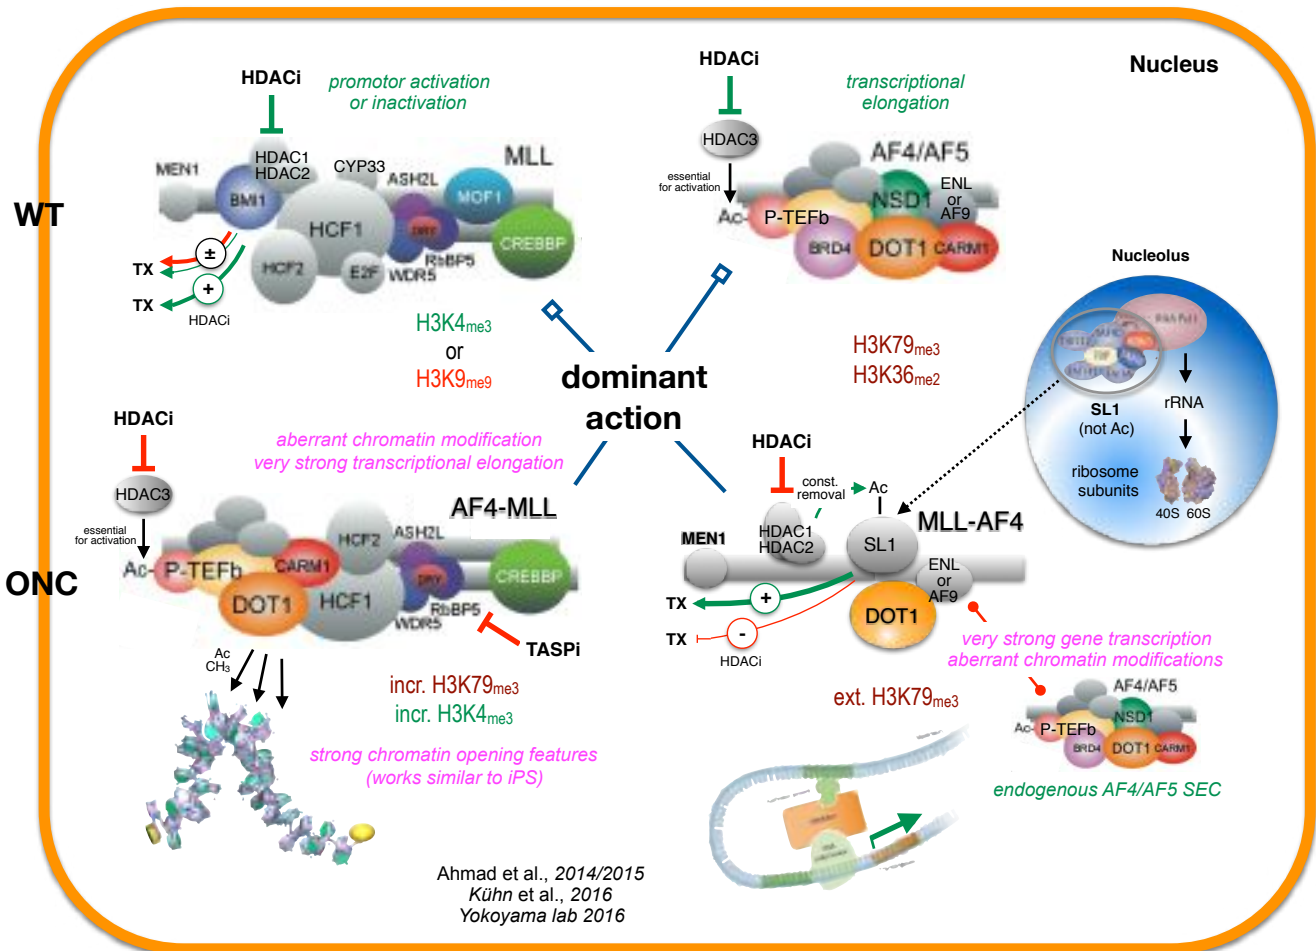 Nucleus
HDACi
promotor activation
or inactivation
HDAC1
HDAC2
MEN1
CYP33
MLL
ASH2L
BMI1
MOF1
HCF1
CREBBP
HCF2
E2F
WDR5
RbBP5
±
TX
+
TX
HDACi
H3K4me3
or
H3K9me9
WT
HDACi
transcriptional
elongation
HDAC3
essential
for activation
AF4/AF5
Ac-
P-TEFb
NSD1
ENL
or
AF9
BRD4
DOT1
CARM1
H3K79me3
H3K36me2
dominant
action
Nucleolus
SL1
(not Ac)
rRNA
ribosome
subunits
40S
60S
ONC
HDACi
aberrant chromatin modification
very strong transcriptional elongation
HDAC3
essential
for activation
AF4-MLL
Ac-
P-TEFb
CARM1
HCF2
ASH2L
CREBBP
DOT1
HCF1
RbBP5
WDR5
TASPi
Ac
CH3
incr. H3K79me3
incr. H3K4me3
strong chromatin opening features
(works similar to iPS)
HDACi
const.
removal
Ac
HDAC1
HDAC2
SL1
MLL-AF4
MEN1
ENL
or
AF9
TX
+
DOT1
TX
-
HDACi
very strong gene transcription
aberrant chromatin modifications
ext. H3K79me3
AF4/AF5
NSD1
Ac-
P-TEFb
BRD4
DOT1
CARM1
endogenous AF4/AF5 SEC
Ahmad et al., 2014/2015
Kühn et al., 2016
Yokoyama lab 2016